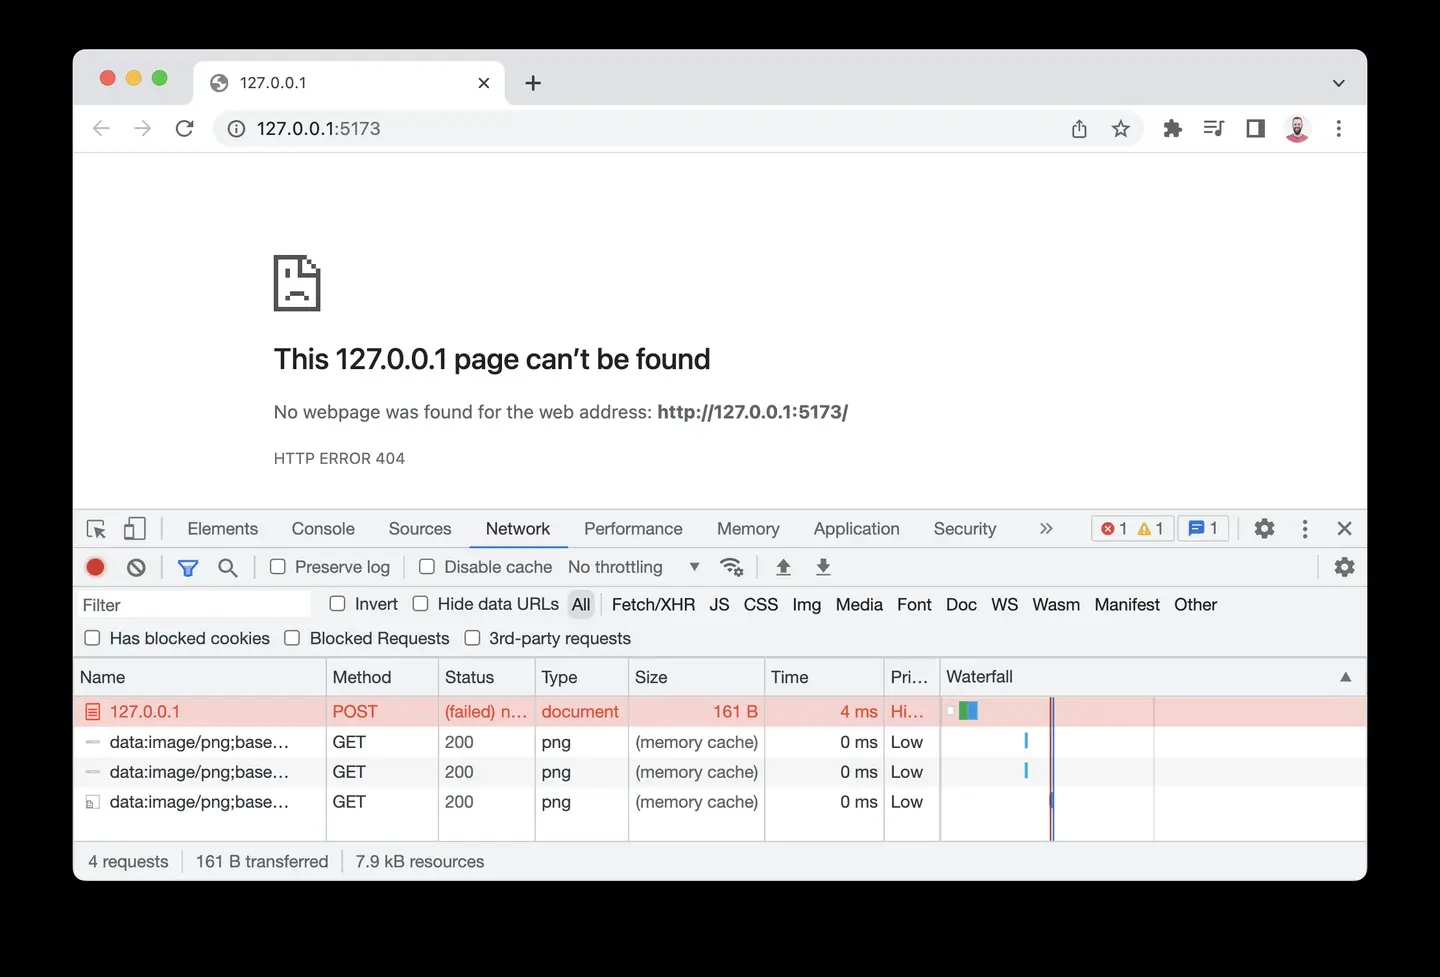 127.0.0.1
127.0.0.1:5173
This 127.0.0.1 page can’t be found
No webpage was found for the web address: http://127.0.0.1:5173/
HTTP ERROR 404
Elements Console Sources Network Performance Memory Application Security » 1 1 1
Preserve log Disable cache No throttling
Filter Invert Hide data URLs All Fetch/XHR JS CSS Img Media Font Doc WS Wasm Manifest Other
Has blocked cookies Blocked Requests 3rd-party requests
Name Method Status Type Size Time Pri... Waterfall
127.0.0.1 POST (failed) n... document 161 B 4 ms Hi...
data:image/png;base... GET 200 png (memory cache) 0 ms Low
data:image/png;base... GET 200 png (memory cache) 0 ms Low
data:image/png;base... GET 200 png (memory cache) 0 ms Low
4 requests 161 B transferred 7.9 kB resources